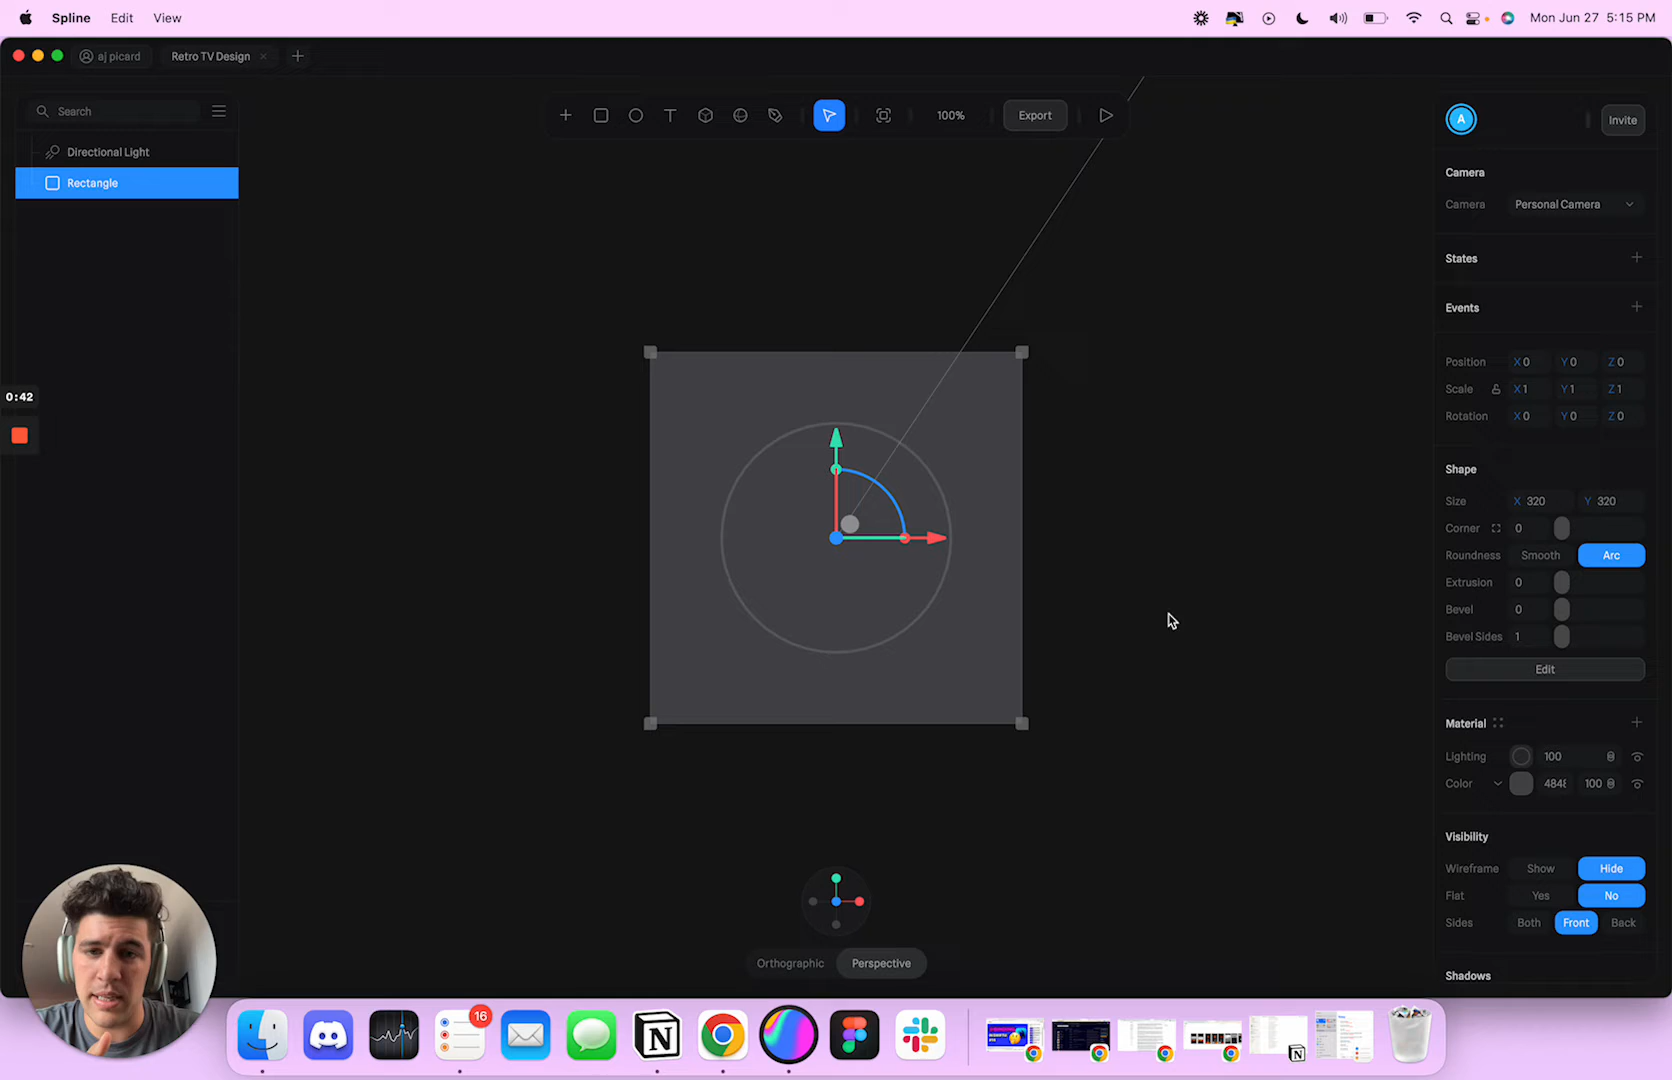 Spline Edit View
Mon Jun 27 5:15 PM
aj picard
Retro TV Design
Search
100%
Export
A
Invite
Directional Light
Rectangle
Camera
Camera Personal Camera
States
Events
Position X 0 Y 0 Z 0
Scale X 1 Y 1 Z 1
Rotation X 0 Y 0 Z 0
0:42
Shape
Size X 320 Y 320
Corner 0
Roundness Smooth Arc
Extrusion 0
Bevel 0
Bevel Sides 1
Edit
Material
Lighting 100
Color 484 100
Visibility
Wireframe Show Hide
Flat Yes No
Sides Both Front Back
Orthographic Perspective
Shadows
16